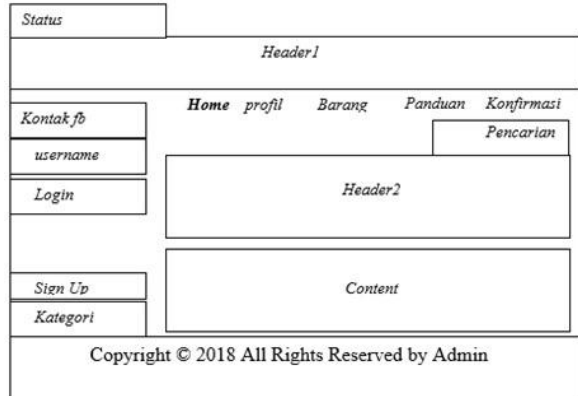 Status
Header1
Home profil Barang Panduan Konfirmasi
Kontak fb
Pencarian
username
Login
Header2
Sign Up
Content
Kategori
Copyright © 2018 All Rights Reserved by Admin